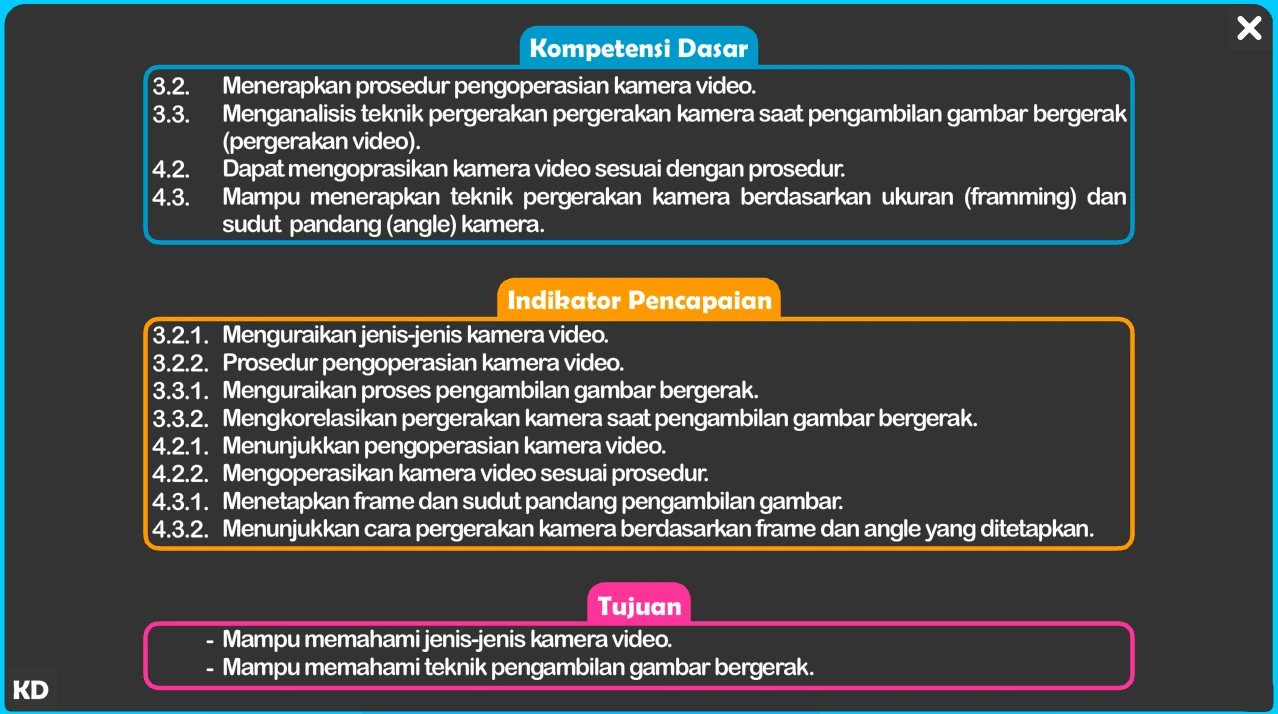 Kompetensi Dasar
3.2. Menerapkan prosedur pengoperasian kamera video.
3.3. Menganalisis teknik pergerakan pergerakan kamera saat pengambilan gambar bergerak
(pergerakan video).
4.2. Dapat mengoprasikan kamera video sesuai dengan prosedur.
4.3. Mampu menerapkan teknik pergerakan kamera berdasarkan ukuran (framming) dan
sudut pandang (angle) kamera.
Indikator Pencapaian
3.2.1. Menguraikan jenis-jenis kamera video.
3.2.2. Prosedur pengoperasian kamera video.
3.3.1. Menguraikan proses pengambilan gambar bergerak.
3.3.2. Mengkorelasikan pergerakan kamera saat pengambilan gambar bergerak.
4.2.1. Menunjukkan pengoperasian kamera video.
4.2.2. Mengoperasikan kamera video sesuai prosedur.
4.3.1. Menetapkan frame dan sudut pandang pengambilan gambar.
4.3.2. Menunjukkan cara pergerakan kamera berdasarkan frame dan angle yang ditetapkan.
Tujuan
- Mampu memahami jenis-jenis kamera video.
- Mampu memahami teknik pengambilan gambar bergerak.
KD